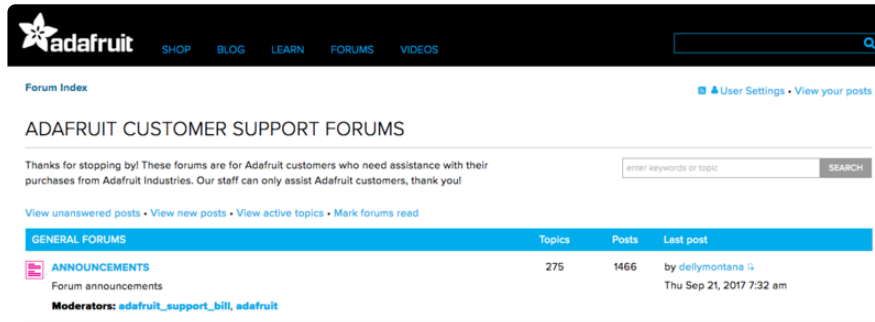 adafruit SHOP BLOG LEARN FORUMS VIDEOS
Forum Index
User Settings • View your posts
ADAFRUIT CUSTOMER SUPPORT FORUMS
Thanks for stopping by! These forums are for Adafruit customers who need assistance with their
purchases from Adafruit Industries. Our staff can only assist Adafruit customers, thank you!
enter keywords or topic SEARCH
View unanswered posts • View new posts • View active topics • Mark forums read
GENERAL FORUMS Topics Posts Last post
ANNOUNCEMENTS 275 1466 by dellymontana
Forum announcements Thu Sep 21, 2017 7:32 am
Moderators: adafruit_support_bill, adafruit